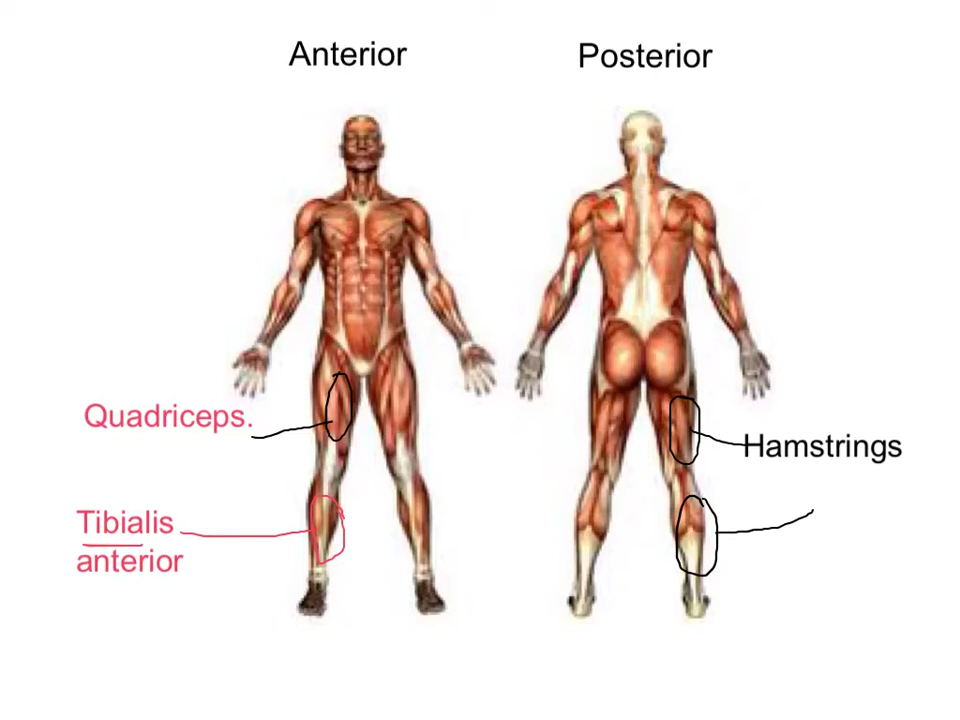 Anterior
Posterior
Quadriceps.
Hamstrings
Tibialis
anterior